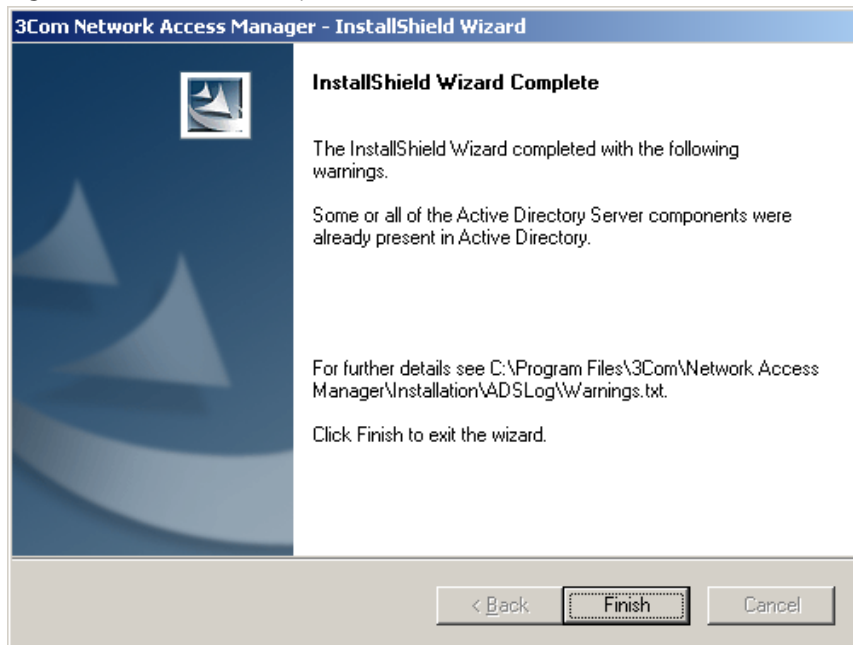 3Com Network Access Manager - InstallShield Wizard
InstallShield Wizard Complete
The InstallShield Wizard completed with the following
warnings.
Some or all of the Active Directory Server components were
already present in Active Directory.
For further details see C:\Program Files\3Com\Network Access
Manager\Installation\ADSLog\Warnings.txt.
Click Finish to exit the wizard.
< Back
Finish
Cancel